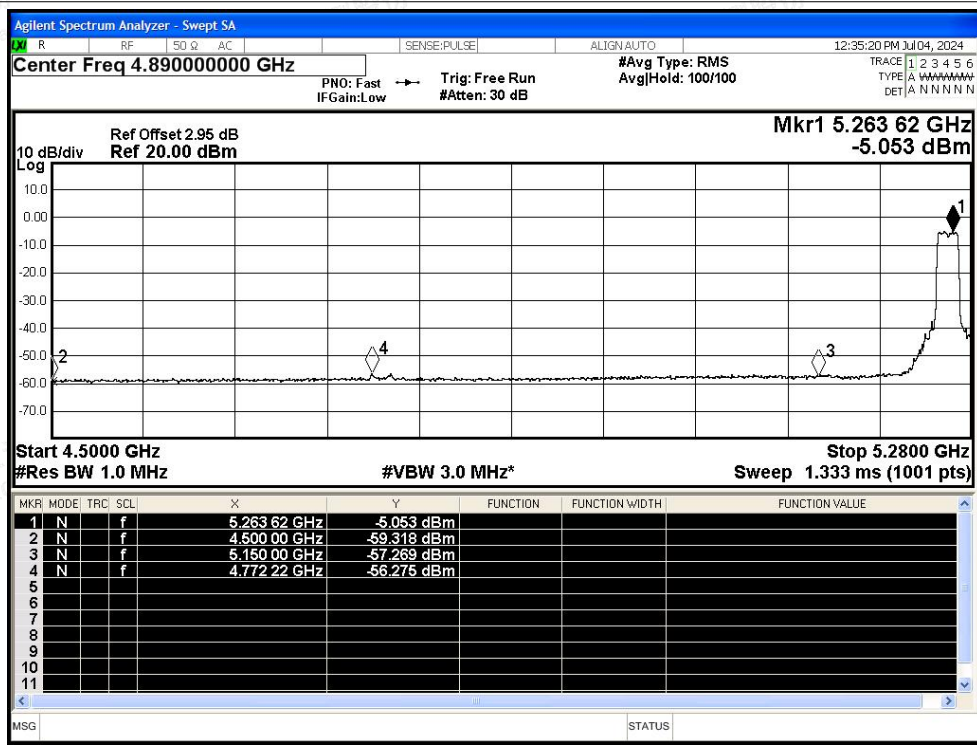 Agilent Spectrum Analyzer - Swept SA
LXI R RF 50 Ω AC SENSE:PULSE ALIGN AUTO 12:35:20 PM Jul 04, 2024
Center Freq 4.890000000 GHz
PNO: Fast
IFGain:Low
Trig: Free Run
#Atten: 30 dB
#Avg Type: RMS
Avg|Hold: 100/100
TRACE 1 2 3 4 5 6
TYPE A WWWWW
DET A N N N N N
Mkr1 5.263 62 GHz
-5.053 dBm
Ref Offset 2.95 dB
10 dB/div Ref 20.00 dBm
Log
10.0
0.00
-10.0
-20.0
-30.0
-40.0
-50.0
-60.0
-70.0
1
2
4
3
Start 4.5000 GHz Stop 5.2800 GHz
#Res BW 1.0 MHz #VBW 3.0 MHz* Sweep 1.333 ms (1001 pts)
MKR MODE TRC SCL X Y FUNCTION FUNCTION WIDTH FUNCTION VALUE
1 N f 5.263 62 GHz -5.053 dBm
2 N f 4.500 00 GHz -59.318 dBm
3 N f 5.150 00 GHz -57.269 dBm
4 N f 4.772 22 GHz -56.275 dBm
5
6
7
8
9
10
11
MSG STATUS